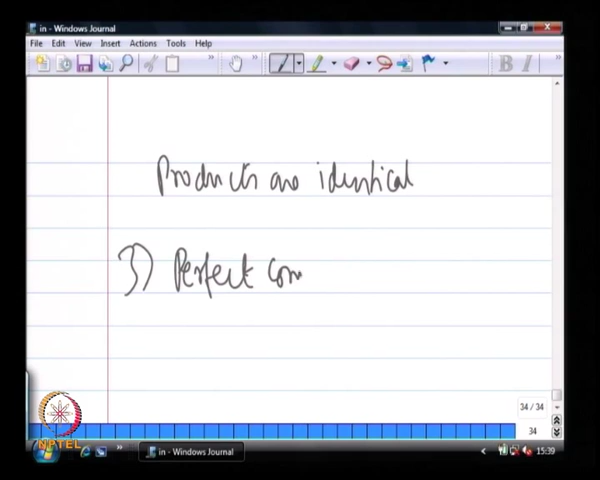 in - Windows Journal
File Edit View Insert Actions Tools Help
B I
Products are identical
3) Perfect com
34 / 34
34
NPTEL
in - Windows Journal
15:39